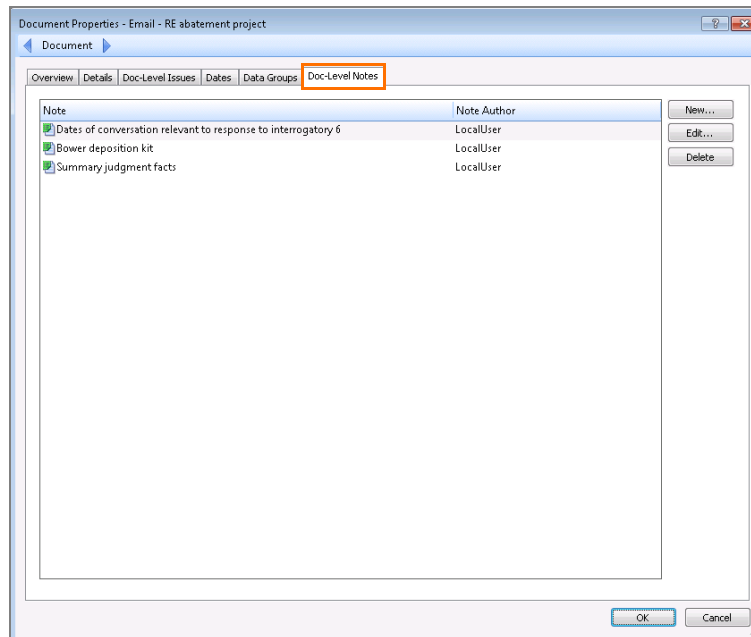 Document Properties - Email - RE abatement project
Document
Overview Details Doc-Level Issues Dates Data Groups Doc-Level Notes
Note Note Author New...
Dates of conversation relevant to response to interrogatory 6 LocalUser Edit...
Bower deposition kit LocalUser Delete
Summary judgment facts LocalUser
OK Cancel